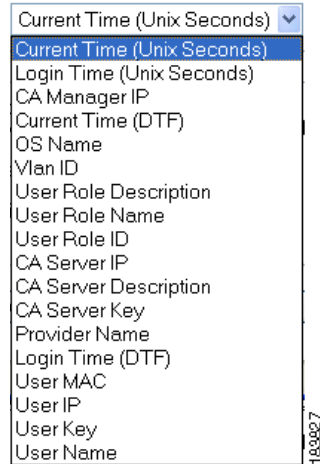 Current Time (Unix Seconds)
Current Time (Unix Seconds)
Login Time (Unix Seconds)
CA Manager IP
Current Time (DTF)
OS Name
Vlan ID
User Role Description
User Role Name
User Role ID
CA Server IP
CA Server Description
CA Server Key
Provider Name
Login Time (DTF)
User MAC
User IP
User Key
User Name
183827